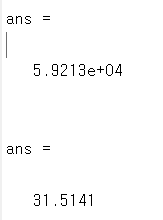 ans =
5.9213e+04
ans =
31.5141